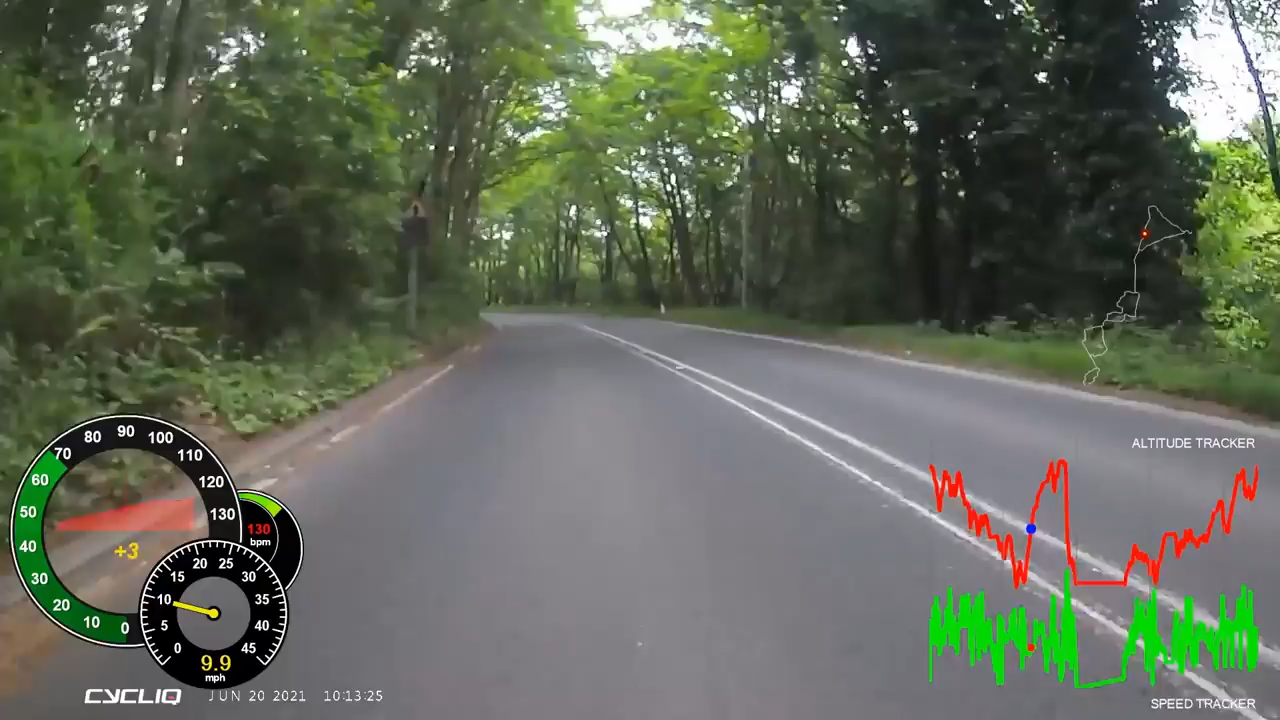 ALTITUDE TRACKER
0 10 20 30 40 50 60 70 80 90 100 110 120 130
+3
130
bpm
0 5 10 15 20 25 30 35 40 45
9.9
mph
CYCLIQ JUN 20 2021 10:13:25
SPEED TRACKER